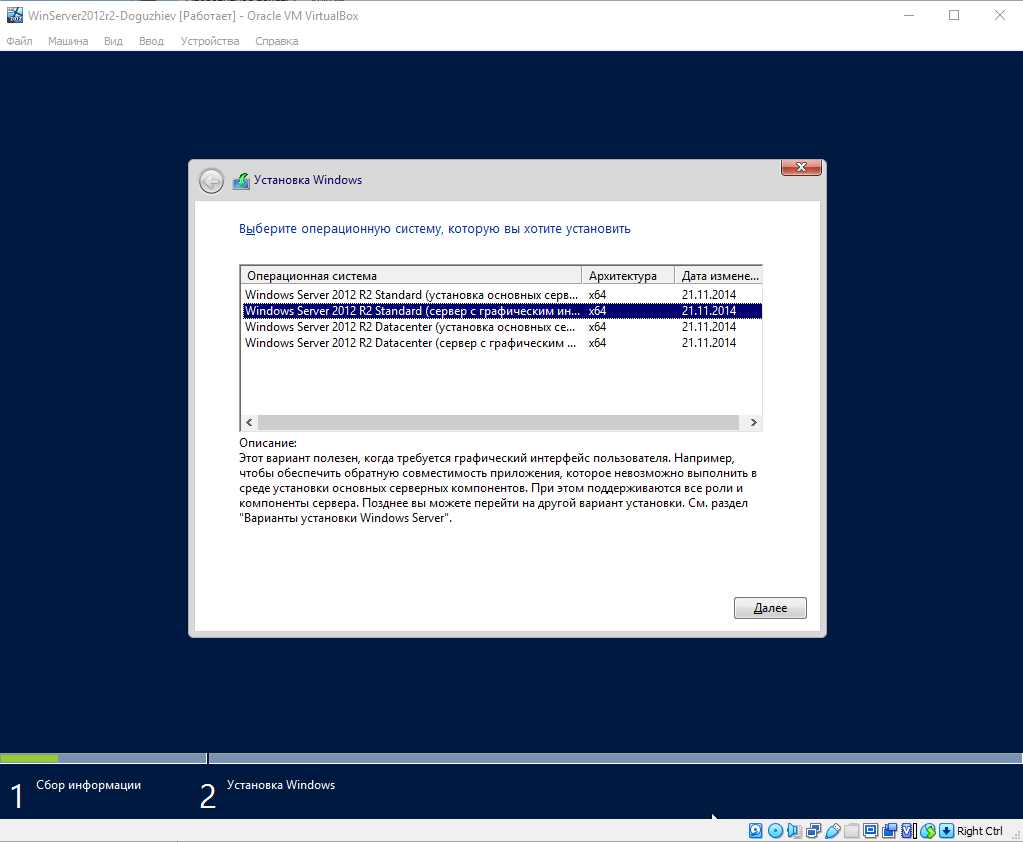 WinServer2012r2-Doguzhiev [Работает] - Oracle VM VirtualBox
Файл Машина Вид Ввод Устройства Справка
Установка Windows
Выберите операционную систему, которую вы хотите установить
Операционная система Архитектура Дата измене...
Windows Server 2012 R2 Standard (установка основных серв... x64 21.11.2014
Windows Server 2012 R2 Standard (сервер с графическим ин... x64 21.11.2014
Windows Server 2012 R2 Datacenter (установка основных се... x64 21.11.2014
Windows Server 2012 R2 Datacenter (сервер с графическим ... x64 21.11.2014
Описание:
Этот вариант полезен, когда требуется графический интерфейс пользователя. Например,
чтобы обеспечить обратную совместимость приложения, которое невозможно выполнить в
среде установки основных серверных компонентов. При этом поддерживаются все роли и
компоненты сервера. Позднее вы можете перейти на другой вариант установки. См. раздел
"Варианты установки Windows Server".
Далее
1 Сбор информации 2 Установка Windows
Right Ctrl